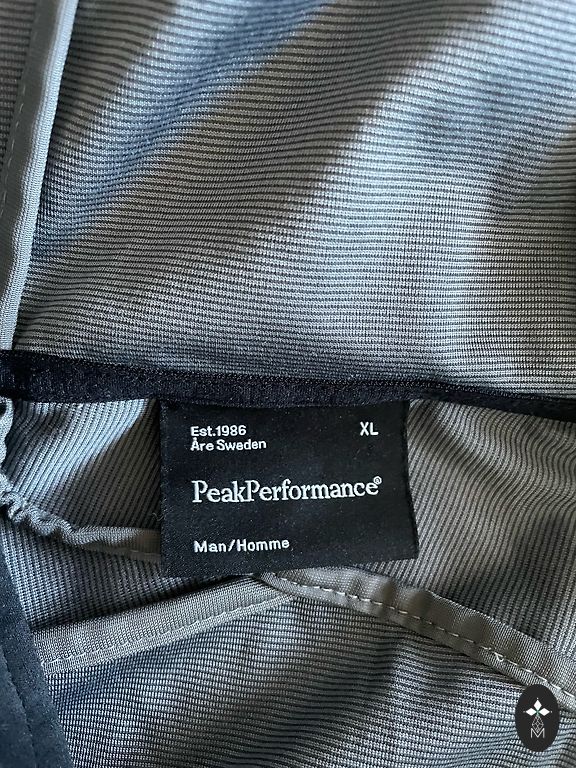 Est.1986
XL
Åre Sweden
PeakPerformance®
Man/Homme
M